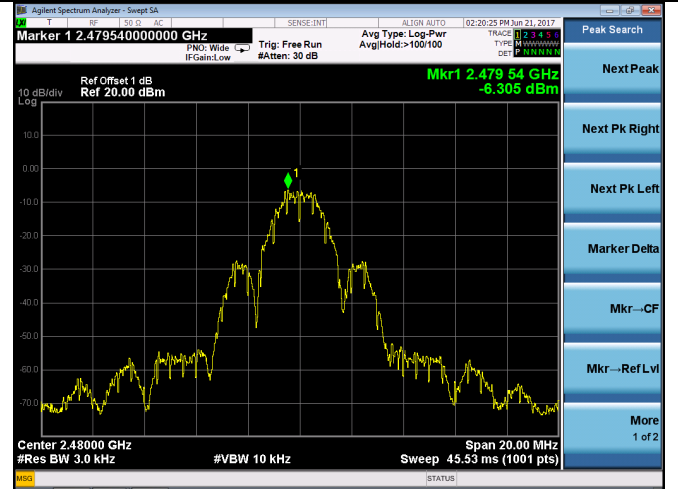 Agilent Spectrum Analyzer - Swept SA
LXI T RF 50 Ω AC SENSE:INT ALIGN AUTO 02:20:25 PM Jun 21, 2017
Marker 1 2.479540000000 GHz
PNO: Wide
IFGain:Low
Trig: Free Run
#Atten: 30 dB
Avg Type: Log-Pwr
Avg|Hold:>100/100
TRACE 1 2 3 4 5 6
TYPE M WWWWW
DET P N N N N N
Ref Offset 1 dB
10 dB/div Ref 20.00 dBm
Log
Mkr1 2.479 54 GHz
-6.305 dBm
10.0
0.00
-10.0
-20.0
-30.0
-40.0
-50.0
-60.0
-70.0
1
Center 2.48000 GHz Span 20.00 MHz
#Res BW 3.0 kHz #VBW 10 kHz Sweep 45.53 ms (1001 pts)
MSG STATUS
Peak Search
Next Peak
Next Pk Right
Next Pk Left
Marker Delta
Mkr→CF
Mkr→Ref Lvl
More
1 of 2